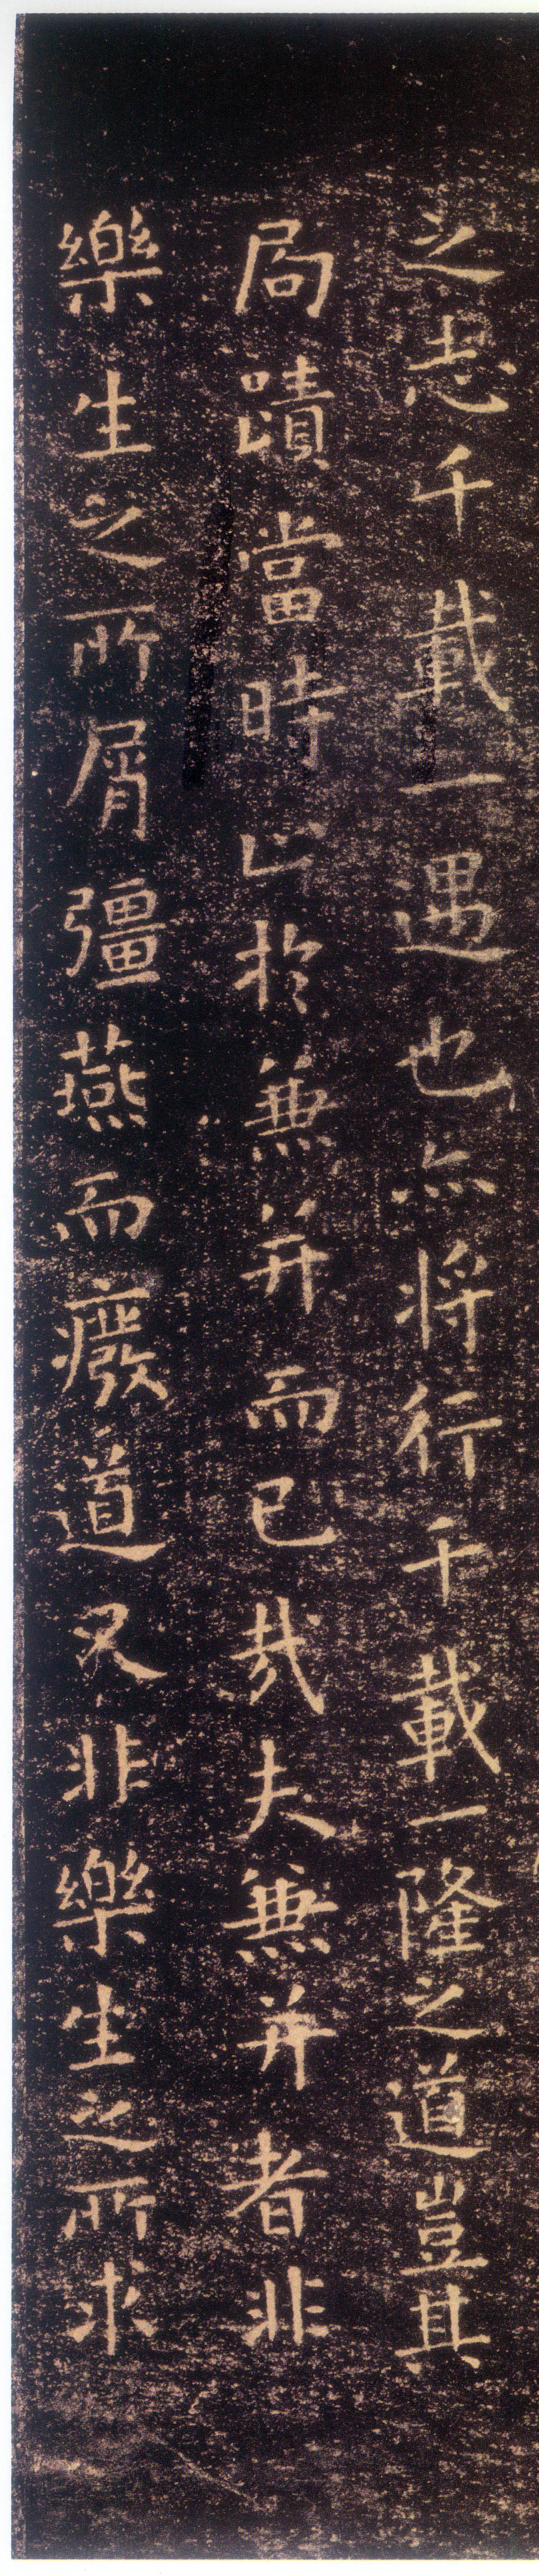 之志千載一遇也亦将行千載一隆之道豈其
局蹟當時止於兼并而已哉夫兼并者非
樂生之所屑彊燕而廢道又非樂生之所求